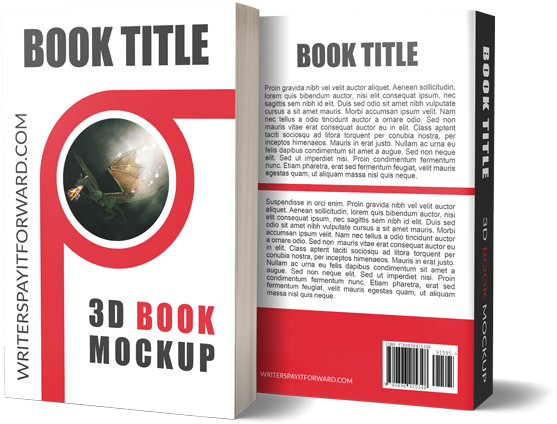 BOOK TITLE
WRITERSPAYITFORWARD.COM
3D BOOK
MOCKUP
BOOK TITLE
Proin gravida nibh vel velit auctor aliquet. Aenean sollicitudin,
lorem quis bibendum auctor, nisi elit consequat ipsum, nec
sagittis sem nibh id elit. Duis sed odio sit amet nibh vulputate
cursus a sit amet mauris. Morbi accumsan ipsum velit. Nam
nec tellus a odio tincidunt auctor a ornare odio. Sed non
mauris vitae erat consequat auctor eu in elit. Class aptent
taciti sociosqu ad litora torquent per conubia nostra, per
inceptos himenaeos. Mauris in erat justo. Nullam ac urna eu
felis dapibus condimentum sit amet a augue. Sed non neque
elit. Sed ut imperdiet nisi. Proin condimentum fermentum
nunc. Etiam pharetra, erat sed fermentum feugiat, velit mauris
egestas quam, ut aliquam massa nisl quis neque.
Suspendisse in orci enim. Proin gravida nibh vel velit auctor
aliquet. Aenean sollicitudin, lorem quis bibendum auctor, nisi
elit consequat ipsum, nec sagittis sem nibh id elit. Duis sed
odio sit amet nibh vulputate cursus a sit amet mauris. Morbi
accumsan ipsum velit. Nam nec tellus a odio tincidunt auctor
a ornare odio. Sed non mauris vitae erat consequat auctor eu
in elit. Class aptent taciti sociosqu ad litora torquent per
conubia nostra, per inceptos himenaeos. Mauris in erat justo.
Nullam ac urna eu felis dapibus condimentum sit amet a
augue. Sed non neque elit. Sed ut imperdiet nisi. Proin
condimentum fermentum nunc. Etiam pharetra, erat sed
fermentum feugiat, velit mauris egestas quam, ut aliquam
massa nisl quis neque.
WRITERSPAYITFORWARD.COM
91595 >
BOOK TITLE
3D BOOK MOCKUP